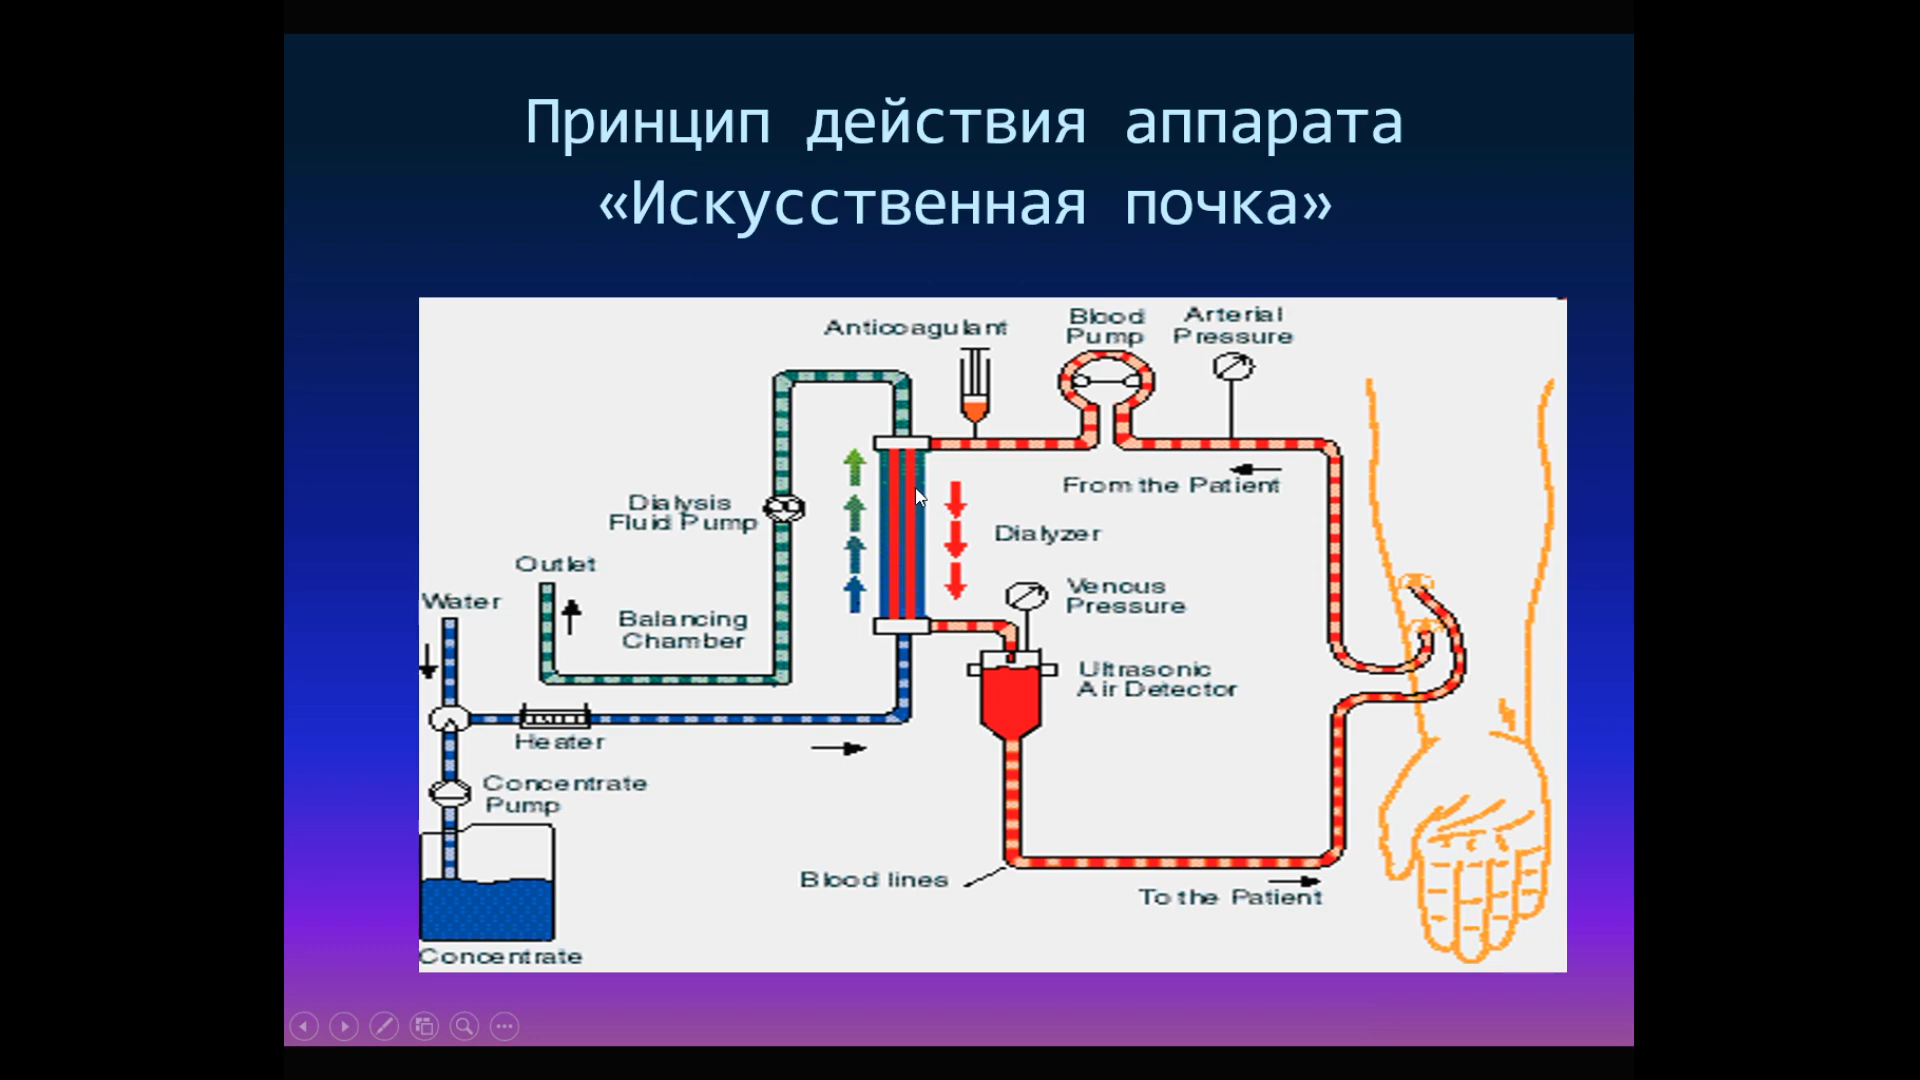 Принцип действия аппарата
«Искусственная почка»
Anticoagulant
Blood
Pump
Arterial
Pressure
From the Patient
Dialysis
Fluid Pump
Dialyzer
Outlet
Water
Balancing
Chamber
Venous
Pressure
Ultrasonic
Air Detector
Heater
Concentrate
Pump
Blood lines
To the Patient
Concentrate